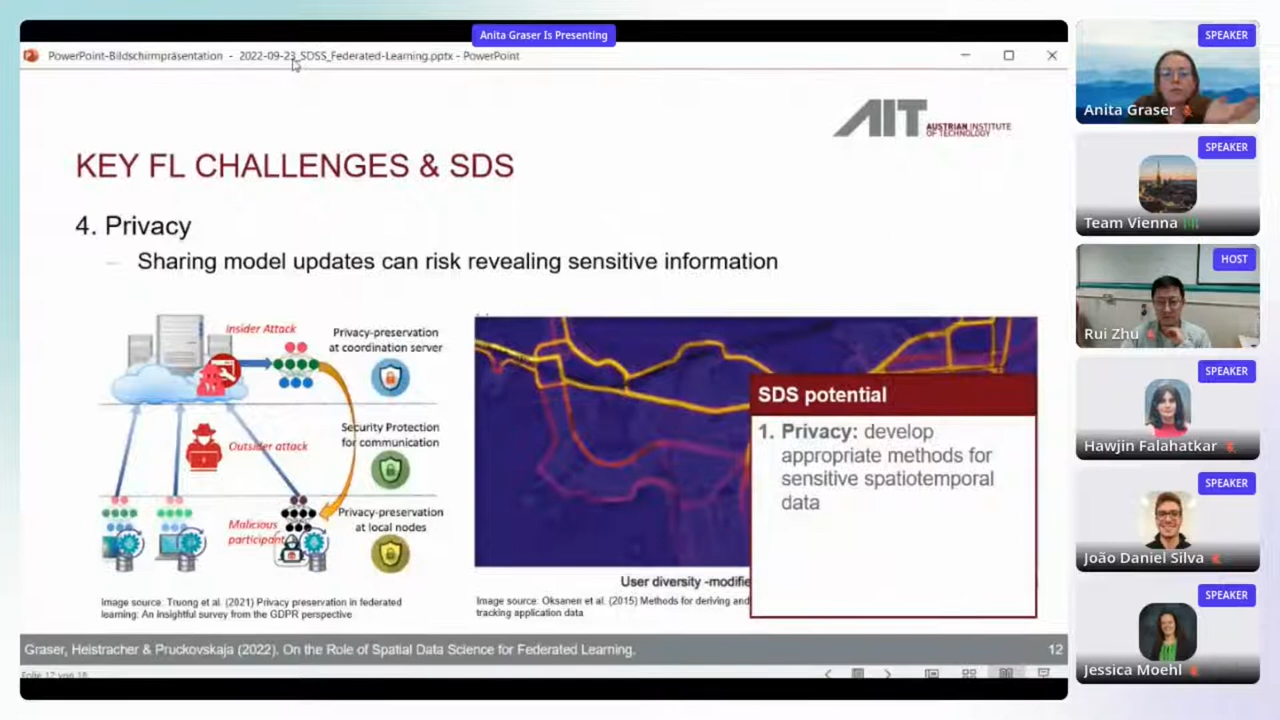 Anita Graser Is Presenting
PowerPoint-Bildschirmpräsentation - 2022-09-23_SDSS_Federated-Learning.pptx - PowerPoint
AIT AUSTRIAN INSTITUTE
OF TECHNOLOGY
KEY FL CHALLENGES & SDS
4. Privacy
– Sharing model updates can risk revealing sensitive information
Insider Attack
Privacy-preservation
at coordination server
Outsider attack
Security Protection
for communication
Malicious
participant
Privacy-preservation
at local nodes
Image source: Truong et al. (2021) Privacy preservation in federated
learning: An insightful survey from the GDPR perspective
SDS potential
1. Privacy: develop
appropriate methods for
sensitive spatiotemporal
data
User diversity -modifie
Image source: Oksanen et al. (2015) Methods for deriving and
tracking application data
Graser, Heistracher & Pruckovskaja (2022). On the Role of Spatial Data Science for Federated Learning.
12
Folie 12 von 18
SPEAKER
Anita Graser
SPEAKER
Team Vienna
HOST
Rui Zhu
SPEAKER
Hawjin Falahatkar
SPEAKER
João Daniel Silva
SPEAKER
Jessica Moehl